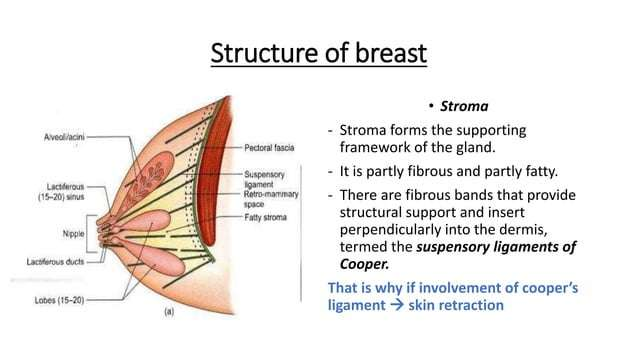 Structure of breast
Alveoli/acini
Lactiferous
(15–20) sinus
Nipple
Lactiferous ducts
Lobes (15–20)
Pectoral fascia
Suspensory
ligament
Retro-mammary
space
Fatty stroma
(a)
• Stroma
- Stroma forms the supporting
framework of the gland.
- It is partly fibrous and partly fatty.
- There are fibrous bands that provide
structural support and insert
perpendicularly into the dermis,
termed the suspensory ligaments of
Cooper.
That is why if involvement of cooper’s
ligament → skin retraction